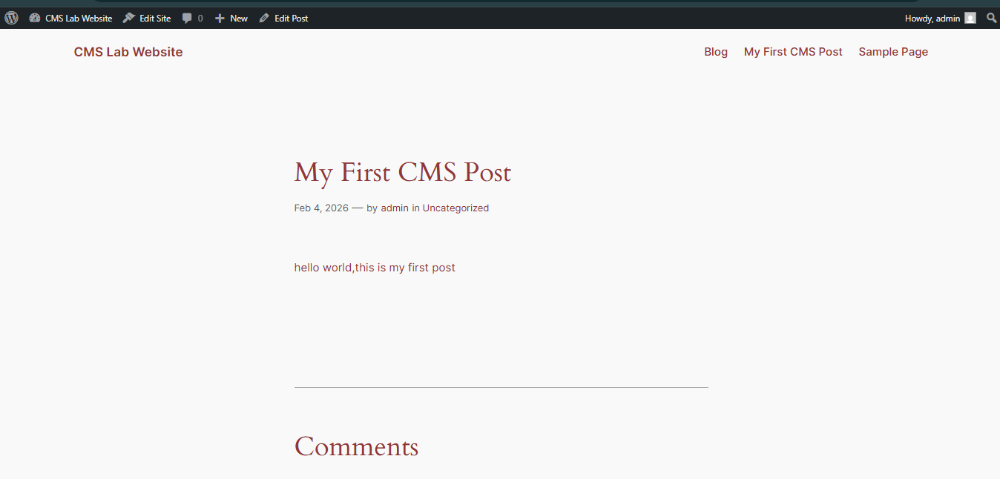 CMS Lab Website Edit Site 0 New Edit Post Howdy, admin
CMS Lab Website Blog My First CMS Post Sample Page
My First CMS Post
Feb 4, 2026 — by admin in Uncategorized
hello world,this is my first post
Comments